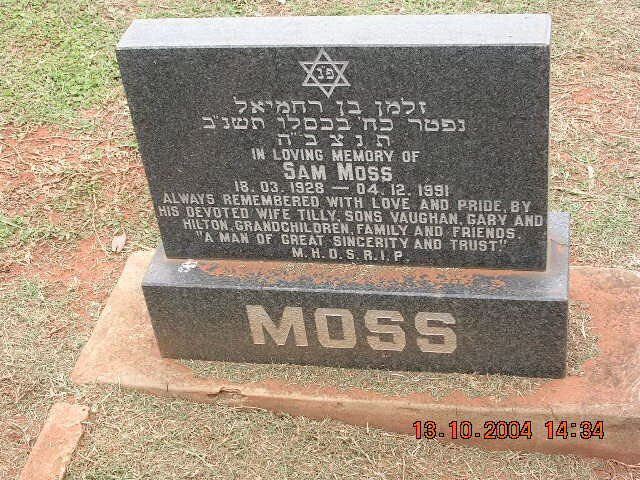 פנ
זלמן בן רחמיאל
נפטר כח בכסלו תשנ"ב
ת נ צ ב "ה
IN LOVING MEMORY OF
SAM MOSS
18.03.1928 — 04.12.1991
ALWAYS REMEMBERED WITH LOVE AND PRIDE, BY
HIS DEVOTED WIFE TILLY, SONS VAUGHAN, GARY AND
HILTON, GRANDCHILDREN, FAMILY AND FRIENDS.
"A MAN OF GREAT SINCERITY AND TRUST"
M.H.D.S.R.I.P.
MOSS
13.10.2004 14:34